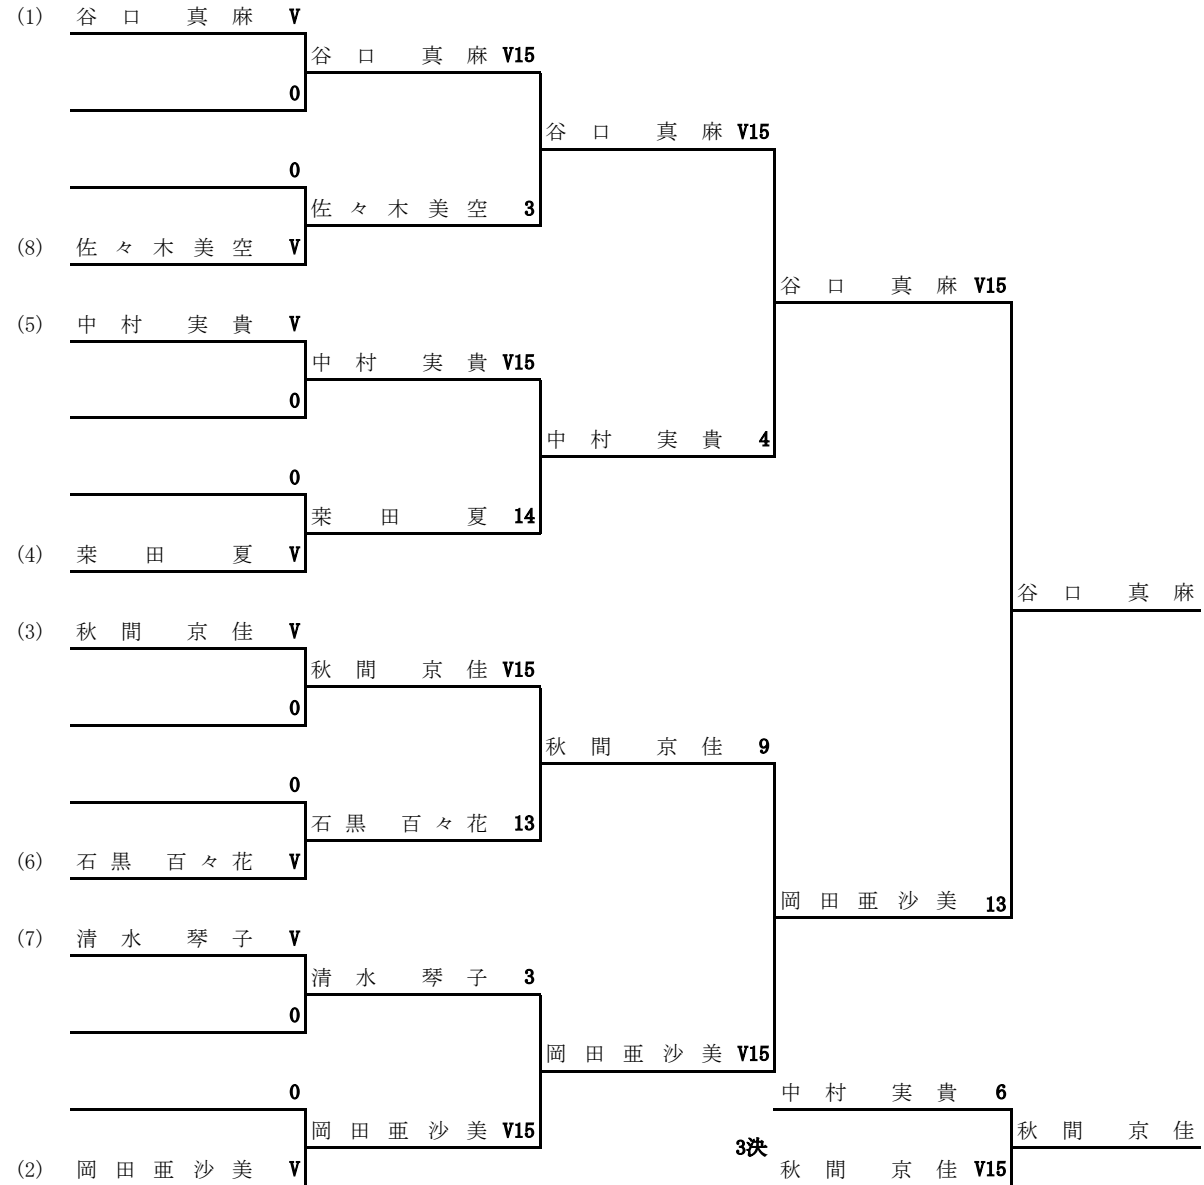 (1) 谷口 真麻 V
谷口 真麻 V15
0
谷口 真麻 V15
0
佐々木美空 3
(8) 佐々木美空 V
谷口 真麻 V15
(5) 中村 実貴 V
中村 実貴 V15
0
中村 実貴 4
0
桒田 夏 14
(4) 桒田 夏 V
谷口 真麻
(3) 秋間 京佳 V
秋間 京佳 V15
0
秋間 京佳 9
0
石黒 百々花 13
(6) 石黒 百々花 V
岡田亜沙美 13
(7) 清水 琴子 V
清水 琴子 3
0
岡田亜沙美 V15
0
中村 実貴 6
岡田亜沙美 V15
秋間 京佳
3決
(2) 岡田亜沙美 V
秋間 京佳 V15